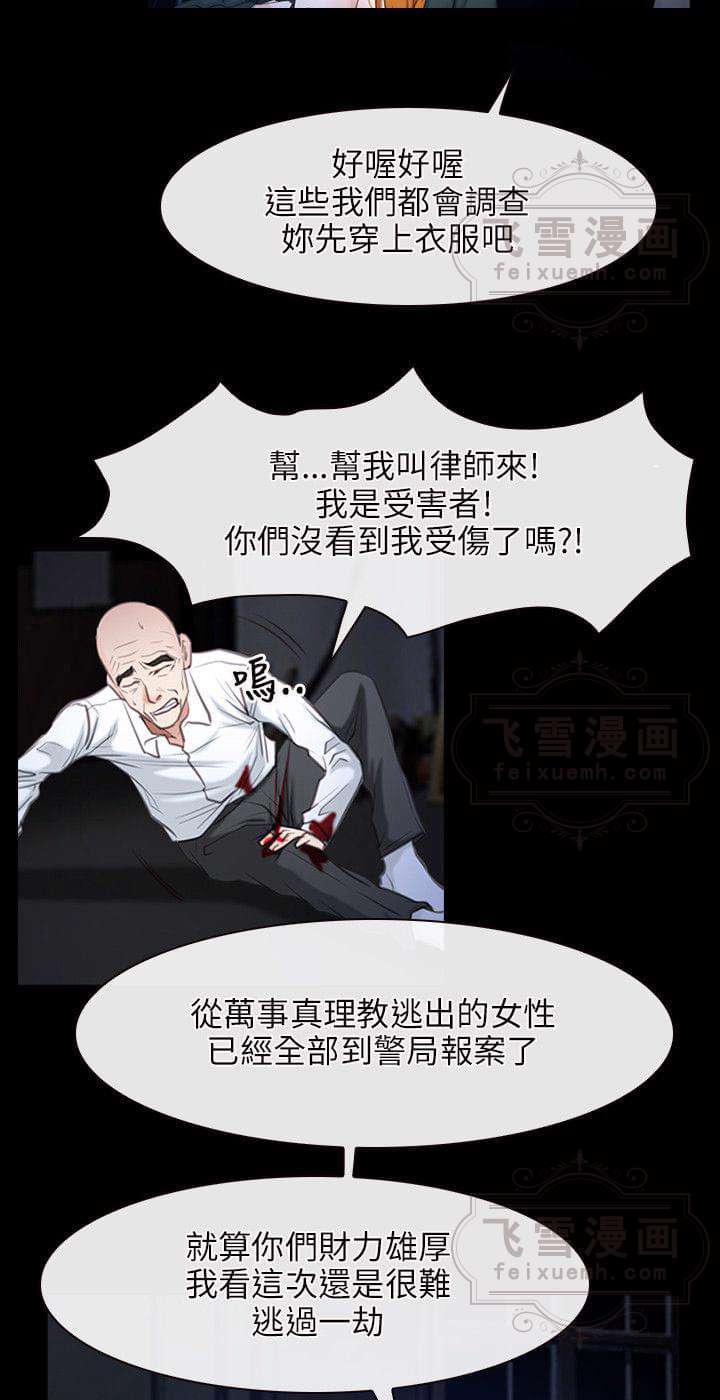 好喔好喔
這些我們都會調查
妳先穿上衣服吧
飞雪漫画
feixuemh.com
幫...幫我叫律師來!
我是受害者!
你們沒看到我受傷了嗎?!
嗚..
飞雪漫画
feixuemh.com
從萬事真理教逃出的女性
已經全部到警局報案了
就算你們財力雄厚
我看這次還是很難
逃過一劫
飞雪漫画
feixuemh.com